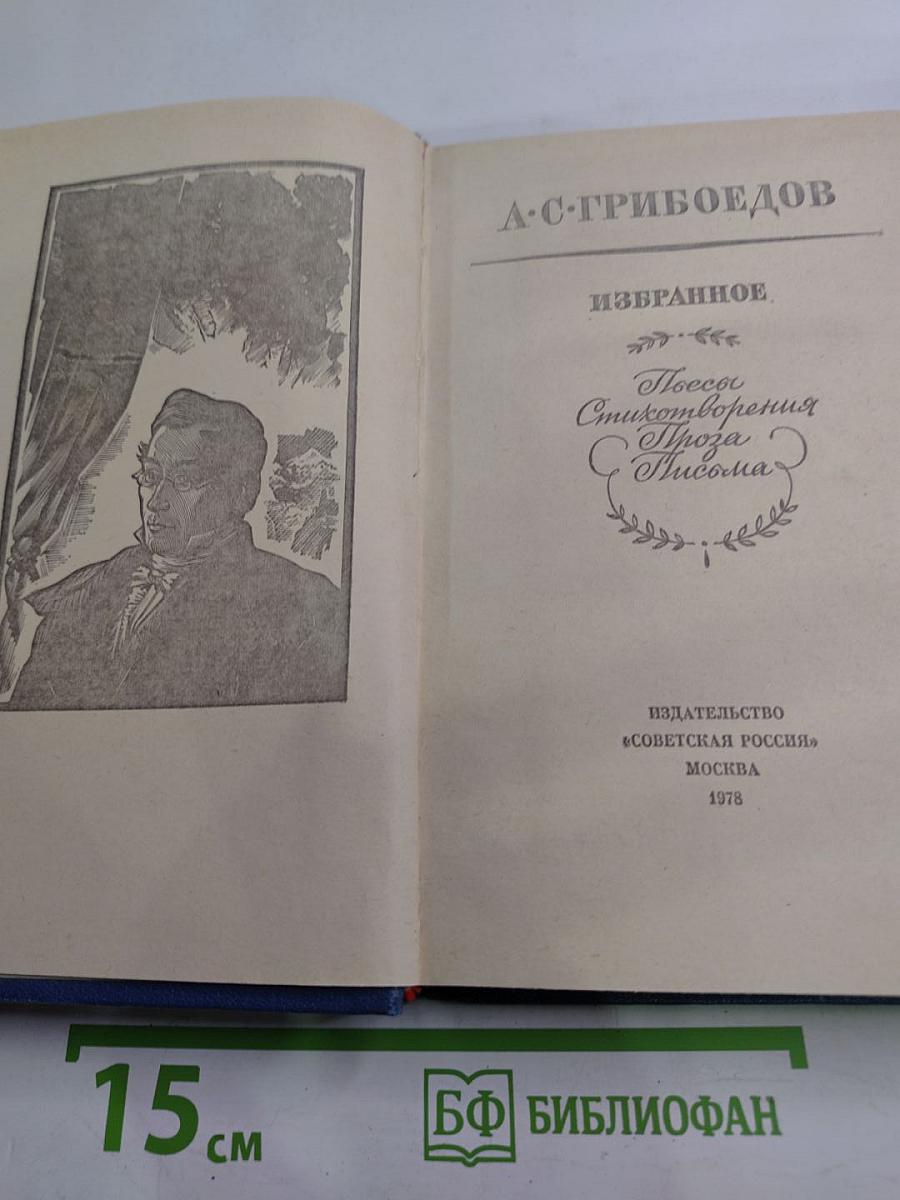 А·С·ГРИБОЕДОВ
ИЗБРАННОЕ
Пьесы
Стихотворения
Проза
Письма
ИЗДАТЕЛЬСТВО
«СОВЕТСКАЯ РОССИЯ»
МОСКВА
1978
15 см
БФ БИБЛИОФАН